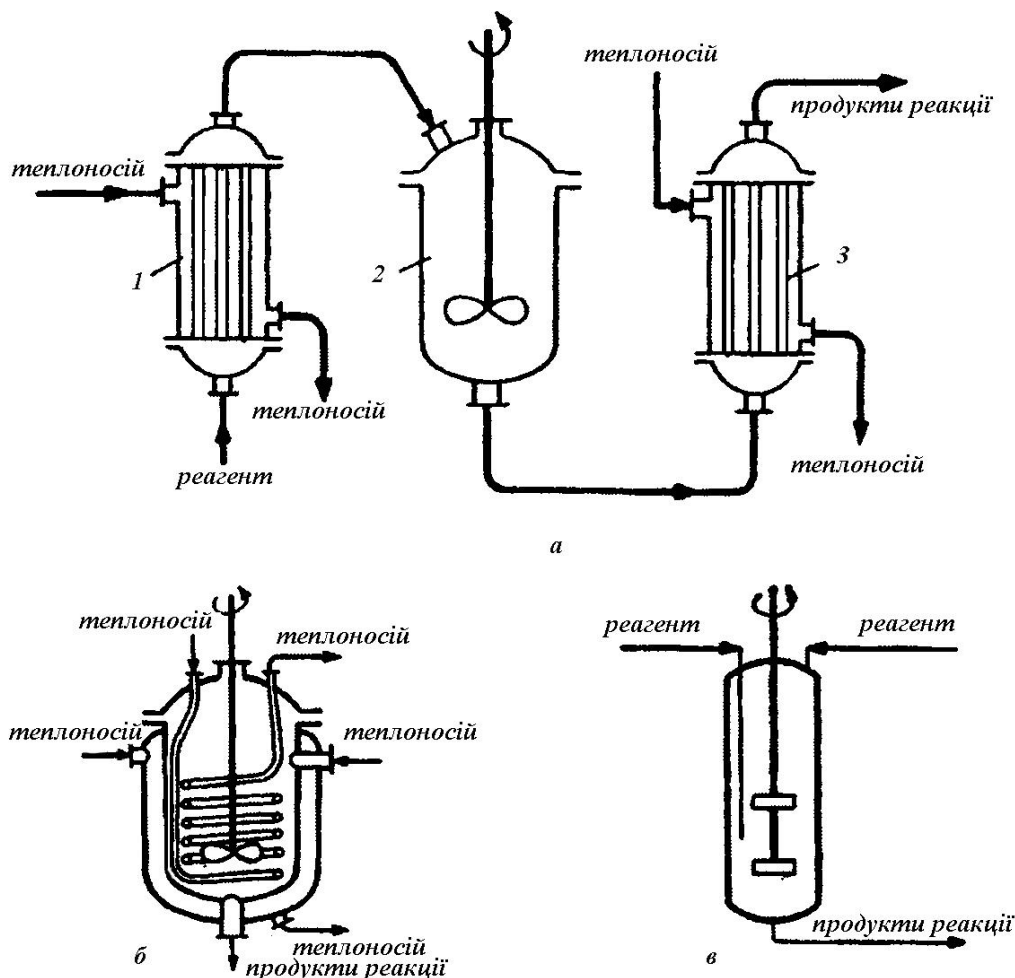 теплоносій
продукти реакції
теплоносій
1
2
3
теплоносій
теплоносій
реагент
а
теплоносій
теплоносій
реагент
реагент
теплоносій
теплоносій
теплоносій
продукти реакції
б
продукти реакції
в